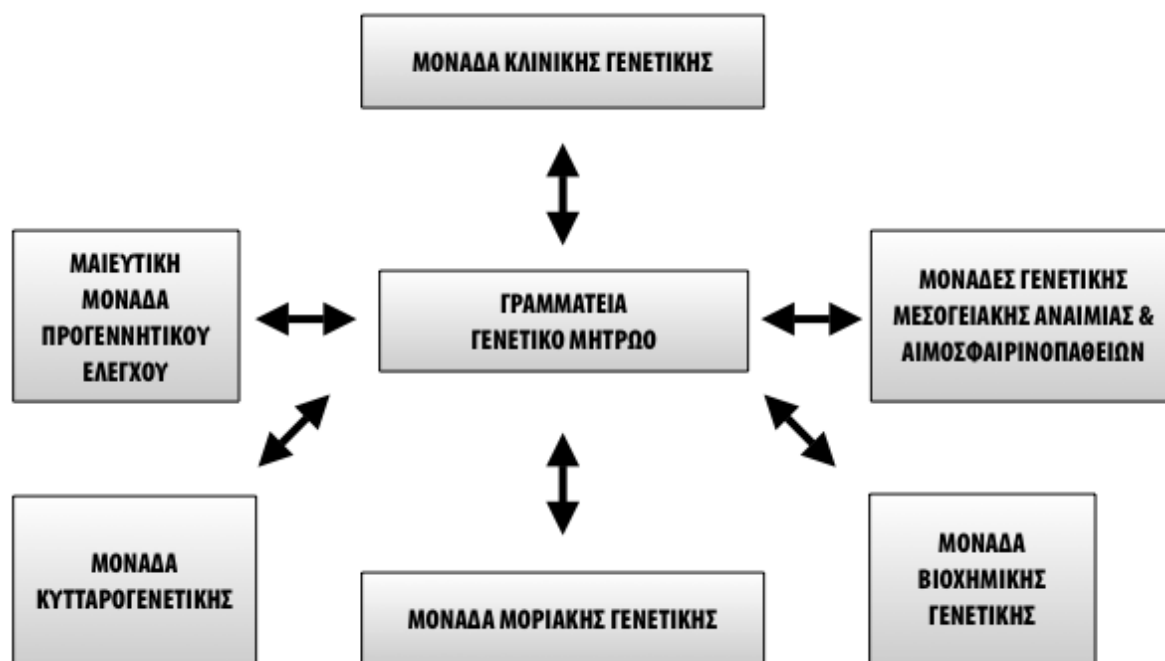 ΜΟΝΑΔΑ ΚΛΙΝΙΚΗΣ ΓΕΝΕΤΙΚΗΣ
ΜΑΙΕΥΤΙΚΗ
ΜΟΝΑΔΑ
ΠΡΟΓΕΝΝΗΤΙΚΟΥ
ΕΛΕΓΧΟΥ
ΓΡΑΜΜΑΤΕΙΑ
ΓΕΝΕΤΙΚΟ ΜΗΤΡΩΟ
ΜΟΝΑΔΕΣ ΓΕΝΕΤΙΚΗΣ
ΜΕΣΟΓΕΙΑΚΗΣ ΑΝΑΙΜΙΑΣ &
ΑΙΜΟΣΦΑΙΡΙΝΟΠΑΘΕΙΩΝ
ΜΟΝΑΔΑ
ΚΥΤΤΑΡΟΓΕΝΕΤΙΚΗΣ
ΜΟΝΑΔΑ ΜΟΡΙΑΚΗΣ ΓΕΝΕΤΙΚΗΣ
ΜΟΝΑΔΑ
ΒΙΟΧΗΜΙΚΗΣ
ΓΕΝΕΤΙΚΗΣ